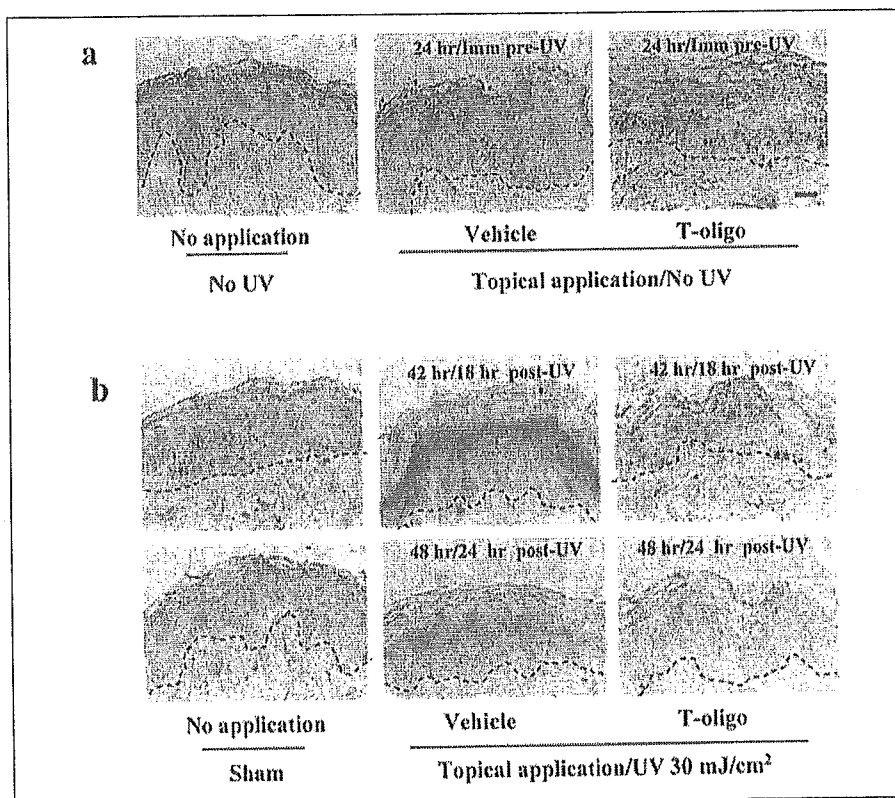 a
24 hr/Imm pre-UV
24 hr/Imm pre-UV
No application
Vehicle
T-oligo
No UV
Topical application/No UV
b
42 hr/18 hr post-UV
42 hr/18 hr post-UV
48 hr/24 hr post-UV
48 hr/24 hr post-UV
No application
Vehicle
T-oligo
Sham
Topical application/UV 30 mJ/cm²